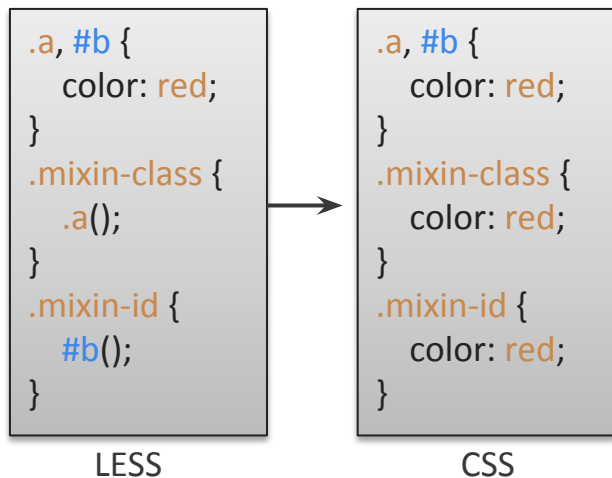 .a, #b {
color: red;
}
.mixin-class {
.a();
}
.mixin-id {
#b();
}
LESS
.a, #b {
color: red;
}
.mixin-class {
color: red;
}
.mixin-id {
color: red;
}
CSS